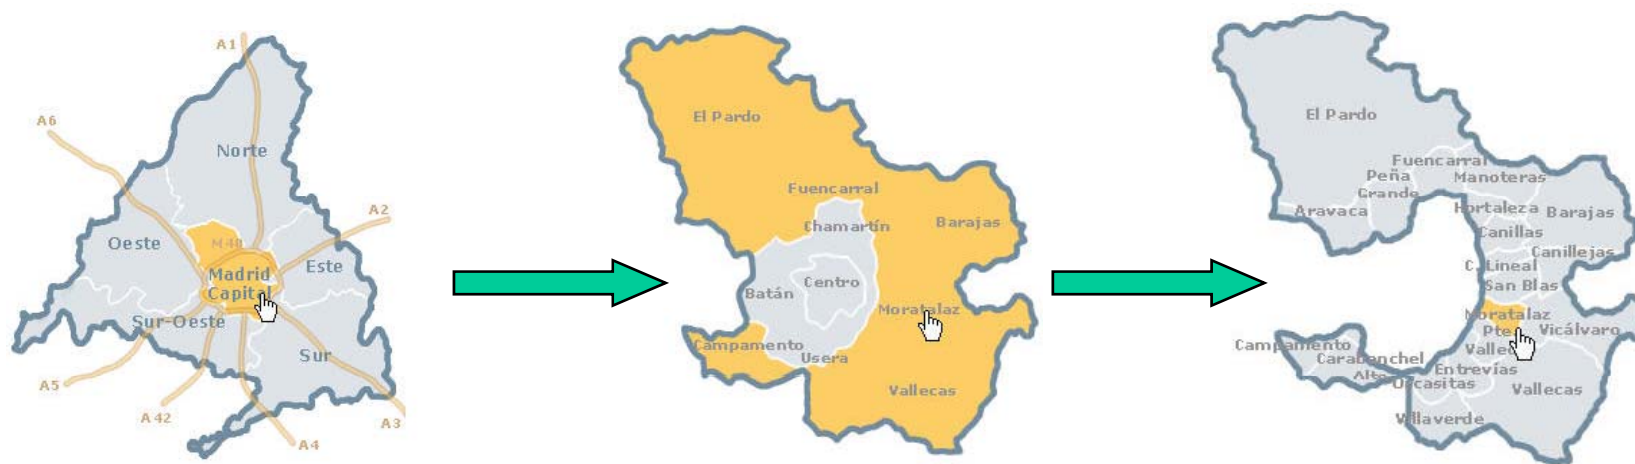 A1
A6
Norte
A2
M40
Oeste
Este
Madrid
Capital
Sur-Oeste
Sur
A5
A42
A4
A3
El Pardo
Fuencarral
Chamartín
Barajas
Centro
Batán
Moratalaz
Campamento
Usera
Vallecas
El Pardo
Fuencarral
Peña
Grande
Manoteras
Aravaca
Hortaleza
Barajas
Canillas
Canillejas
C. Lineal
San Blas
Moratalaz
Pte
Vicálvaro
Campamento
Carabanchel
Alto
Entrevías
Orcasitas
Vallecas
Villaverde